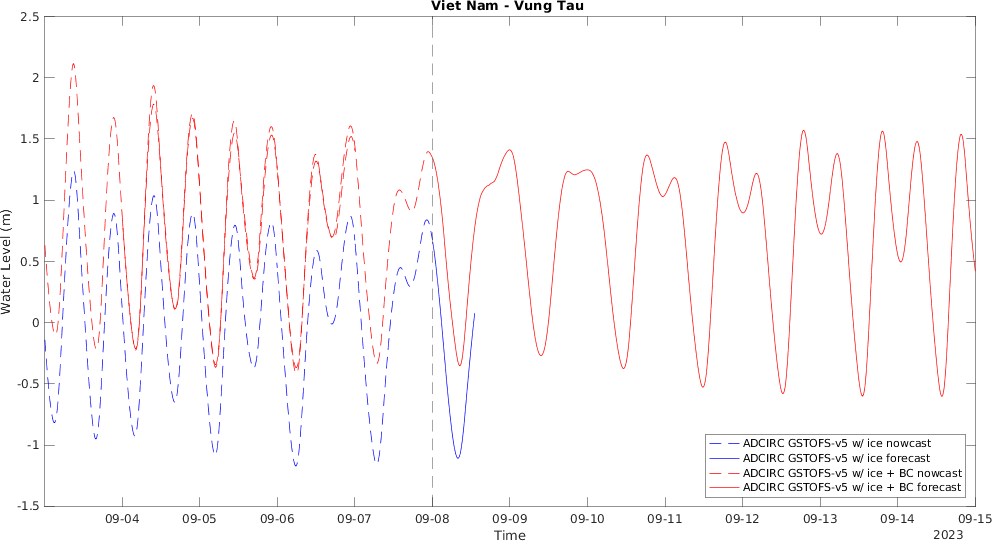 Viet Nam - Vung Tau
2.5
2
1.5
1
0.5
0
-0.5
-1
-1.5
Water Level (m)
ADCIRC GSTOFS-v5 w/ ice nowcast
ADCIRC GSTOFS-v5 w/ ice forecast
ADCIRC GSTOFS-v5 w/ ice + BC nowcast
ADCIRC GSTOFS-v5 w/ ice + BC forecast
09-04 09-05 09-06 09-07 09-08 09-09 09-10 09-11 09-12 09-13 09-14 09-15
Time
2023